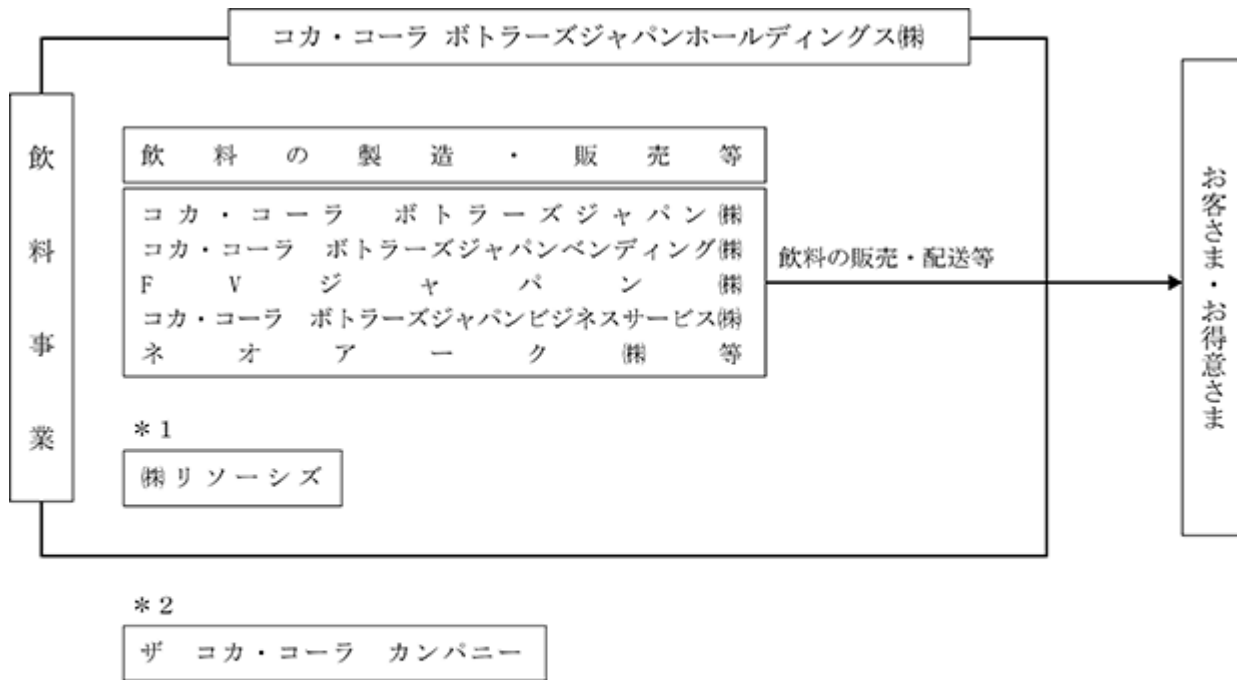 コカ・コーラ ボトラーズジャパンホールディングス㈱
飲料事業
飲料の製造・販売等
コカ・コーラ ボトラーズジャパン㈱
コカ・コーラ ボトラーズジャパンベンディング㈱
FVジャパン㈱
コカ・コーラ ボトラーズジャパンビジネスサービス㈱
ネオアーク㈱等
飲料の販売・配送等
お客さま・お得意さま
*1
㈱リソーシズ
*2
ザ コカ・コーラ カンパニー